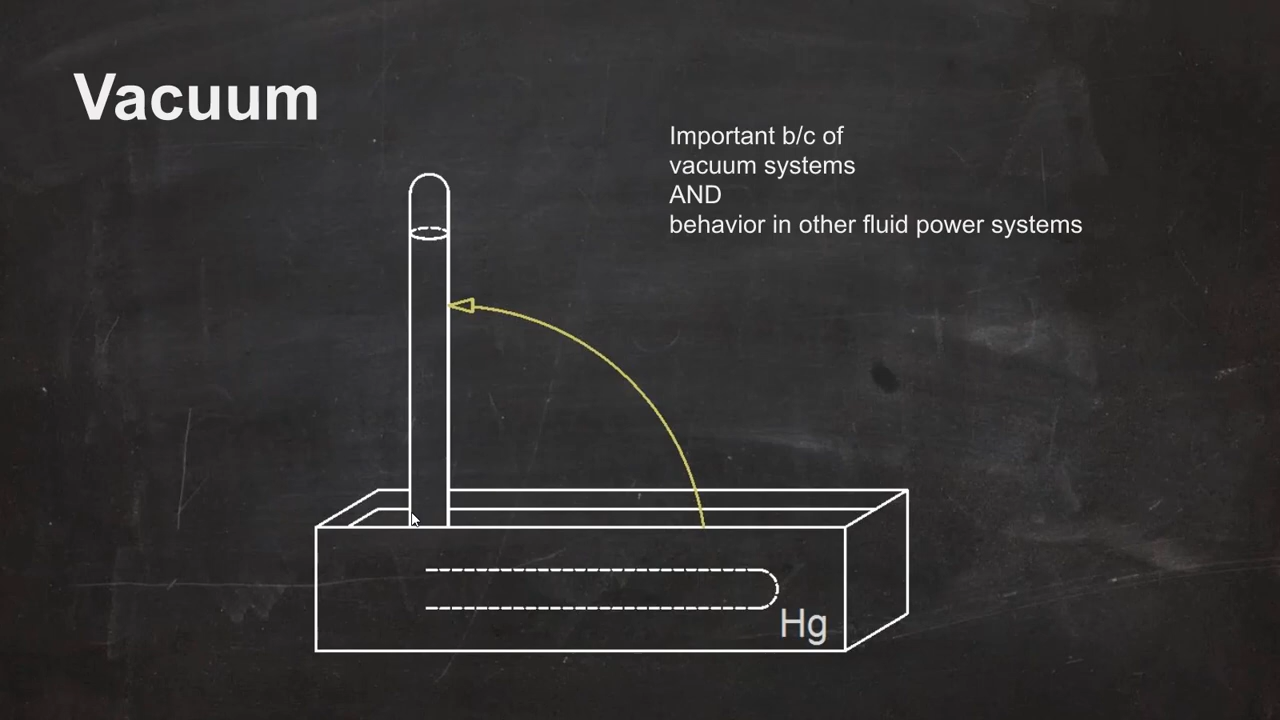 Vacuum
Important b/c of
vacuum systems
AND
behavior in other fluid power systems
Hg